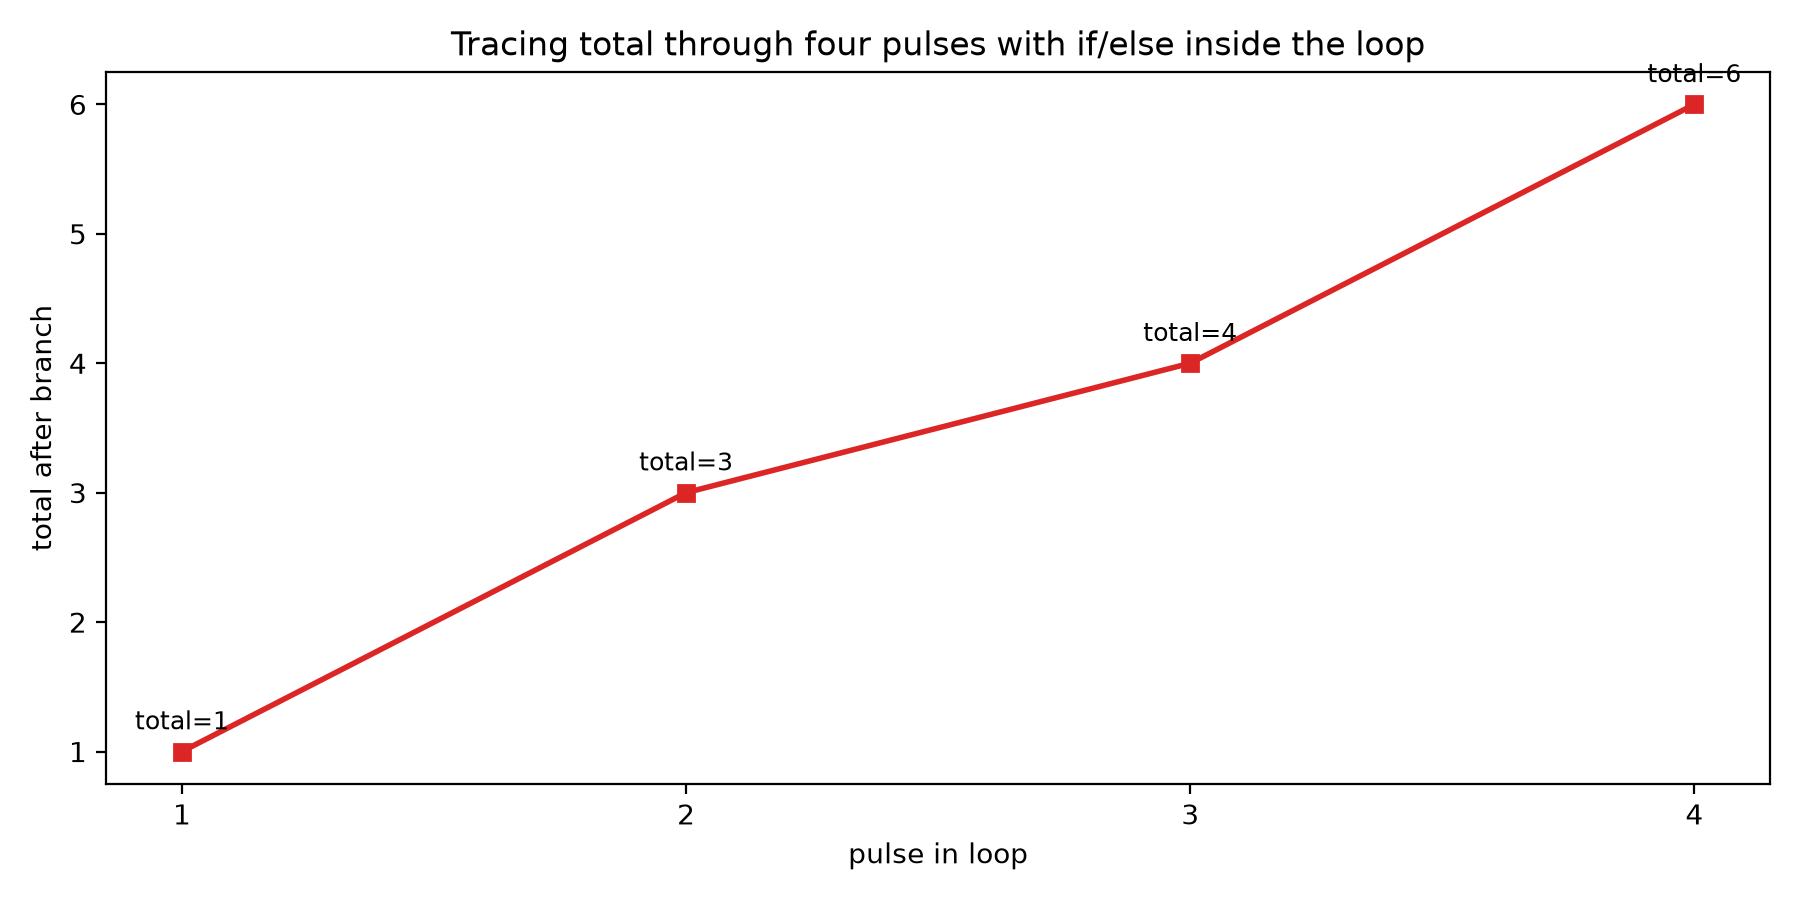 Tracing total through four pulses with if/else inside the loop
total=6
6
5
total=4
4
total=3
3
2
total=1
1
total after branch
1 2 3 4
pulse in loop